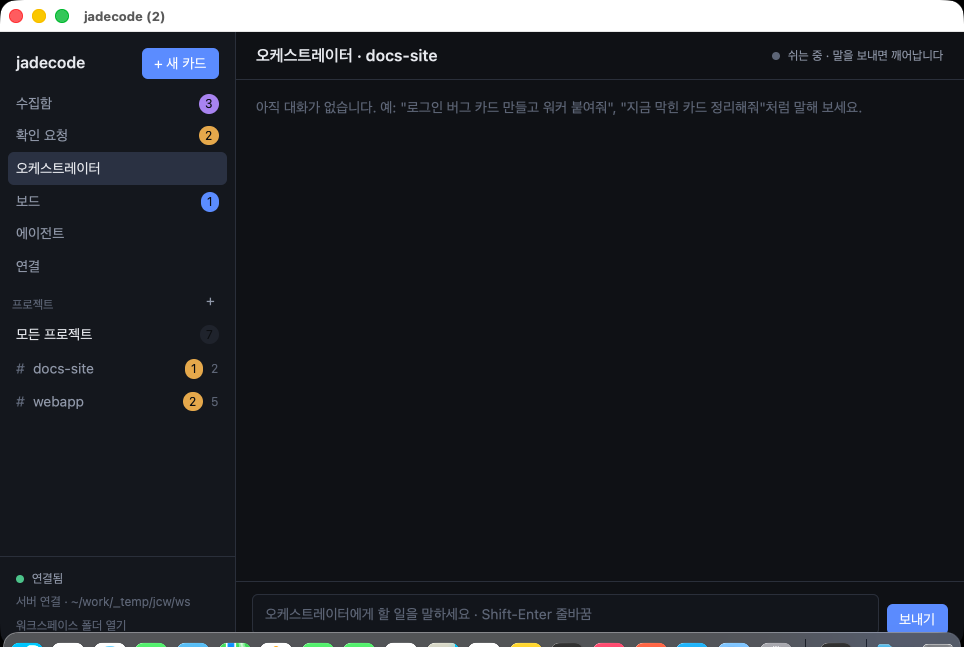 jadecode (2)
jadecode
+ 새 카드
수집함 3
확인 요청 2
오케스트레이터
보드 1
에이전트
연결
프로젝트 +
모든 프로젝트 7
# docs-site 1 2
# webapp 2 5
연결됨
서버 연결 · ~/work/_temp/jcw/ws
워크스페이스 폴더 열기
오케스트레이터 · docs-site
쉬는 중 · 말을 보내면 깨어납니다
아직 대화가 없습니다. 예: "로그인 버그 카드 만들고 워커 붙여줘", "지금 막힌 카드 정리해줘"처럼 말해 보세요.
오케스트레이터에게 할 일을 말하세요 · Shift-Enter 줄바꿈
보내기